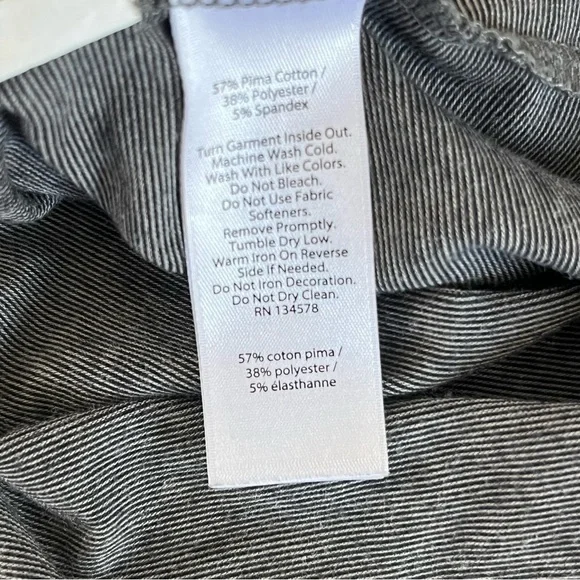 57% Pima Cotton /
38% Polyester /
5% Spandex
Turn Garment Inside Out.
Machine Wash Cold.
Wash With Like Colors.
Do Not Bleach.
Do Not Use Fabric
Softeners.
Remove Promptly.
Tumble Dry Low.
Warm Iron On Reverse
Side If Needed.
Do Not Iron Decoration.
Do Not Dry Clean.
RN 134578
57% coton pima /
38% polyester /
5% élasthanne